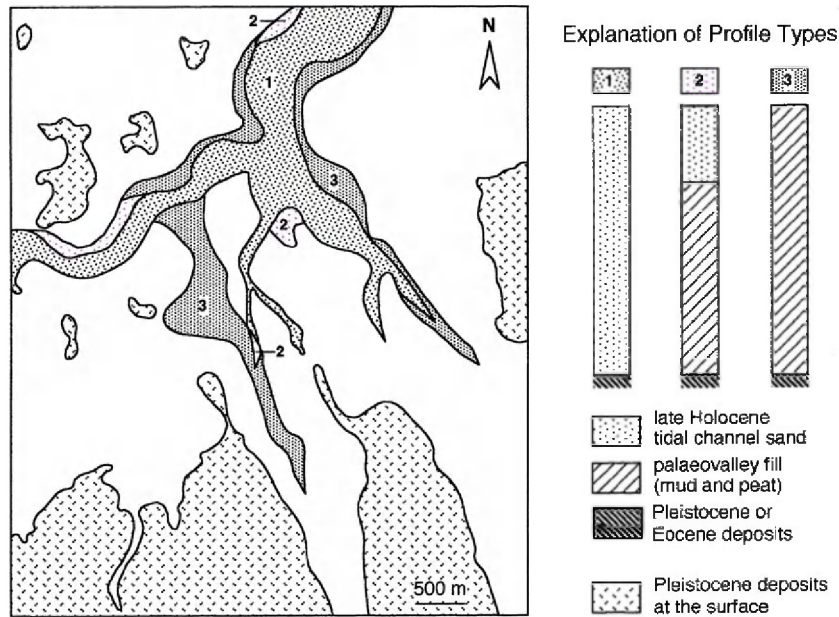 2
N
1
3
2
3
2
500 m
Explanation of Profile Types
1 2 3
late Holocene
tidal channel sand
palaeovalley fill
(mud and peat)
Pleistocene or
Eocene deposits
Pleistocene deposits
at the surface